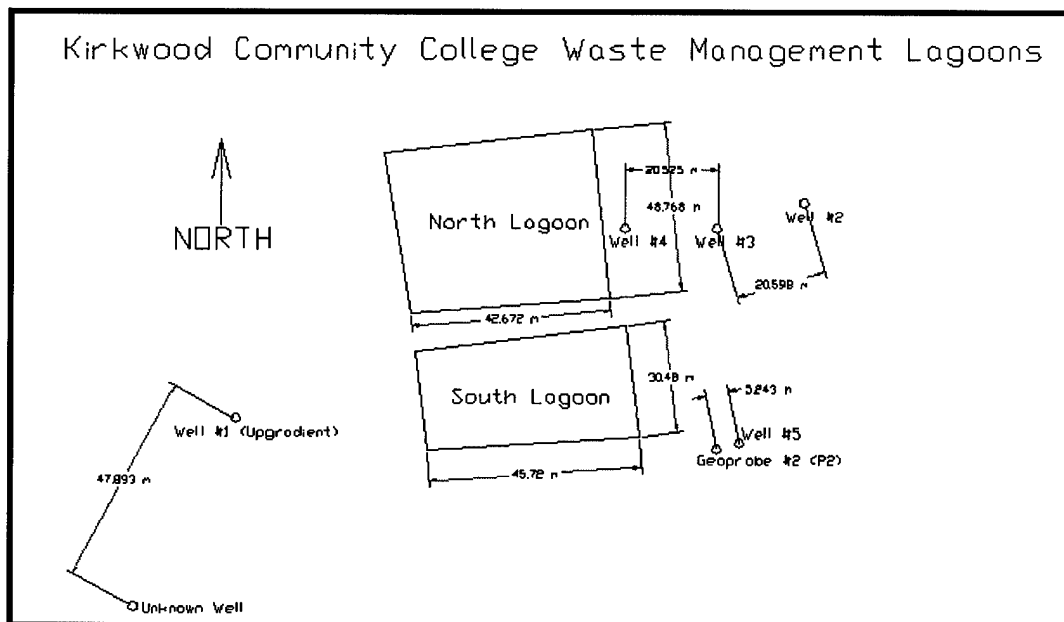 Kirkwood Community College Waste Management Lagoons
NORTH
North Lagoon
20.525 m
48.768 m
Well #4
Well #3
Well #2
20.598 m
42.672 m
South Lagoon
30.48 m
5.243 m
Well #5
Geoprobe #2 (P2)
45.72 m
Well #1 (Upgradient)
47.893 m
Unknown Well